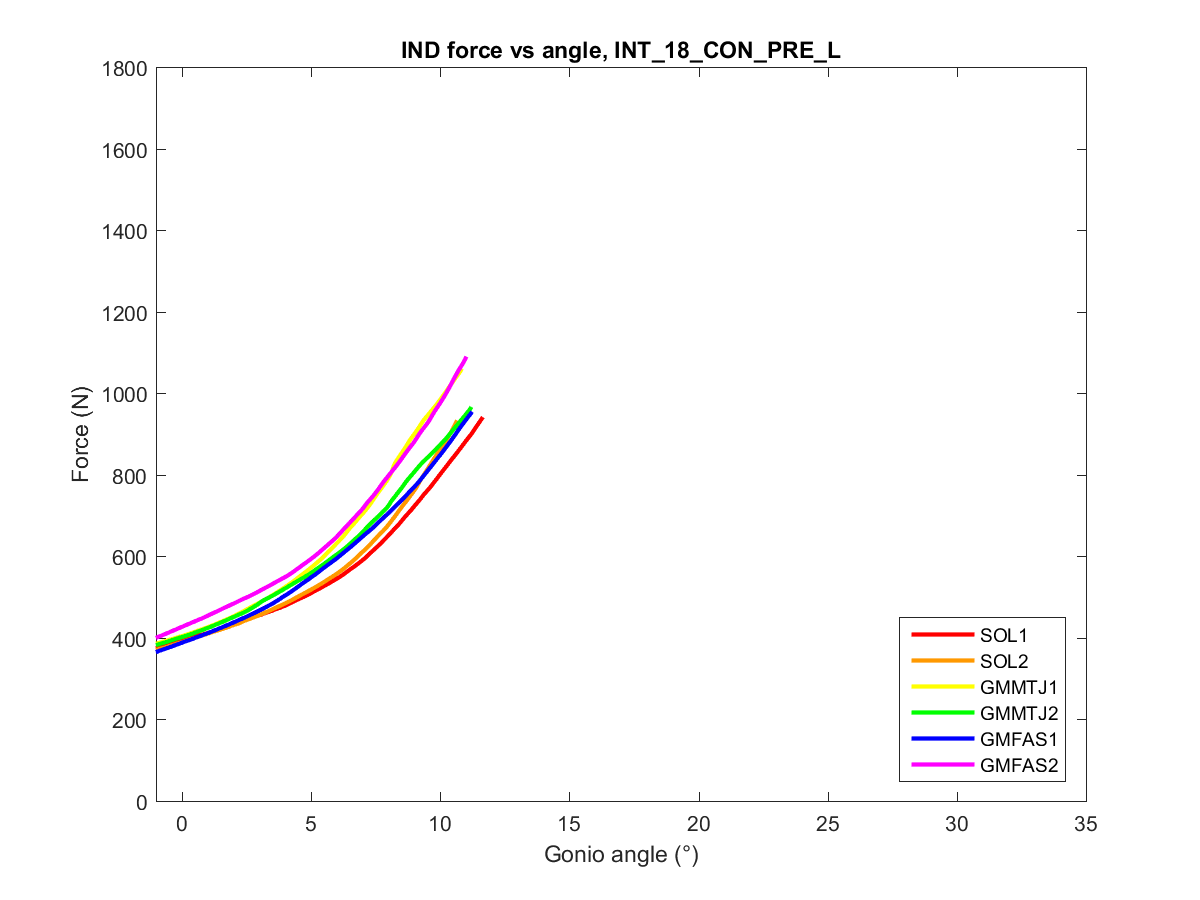 IND force vs angle, INT_18_CON_PRE_L
1800
1600
1400
1200
1000
800
600
400
200
0
Force (N)
0 5 10 15 20 25 30 35
Gonio angle (°)
SOL1
SOL2
GMMTJ1
GMMTJ2
GMFAS1
GMFAS2